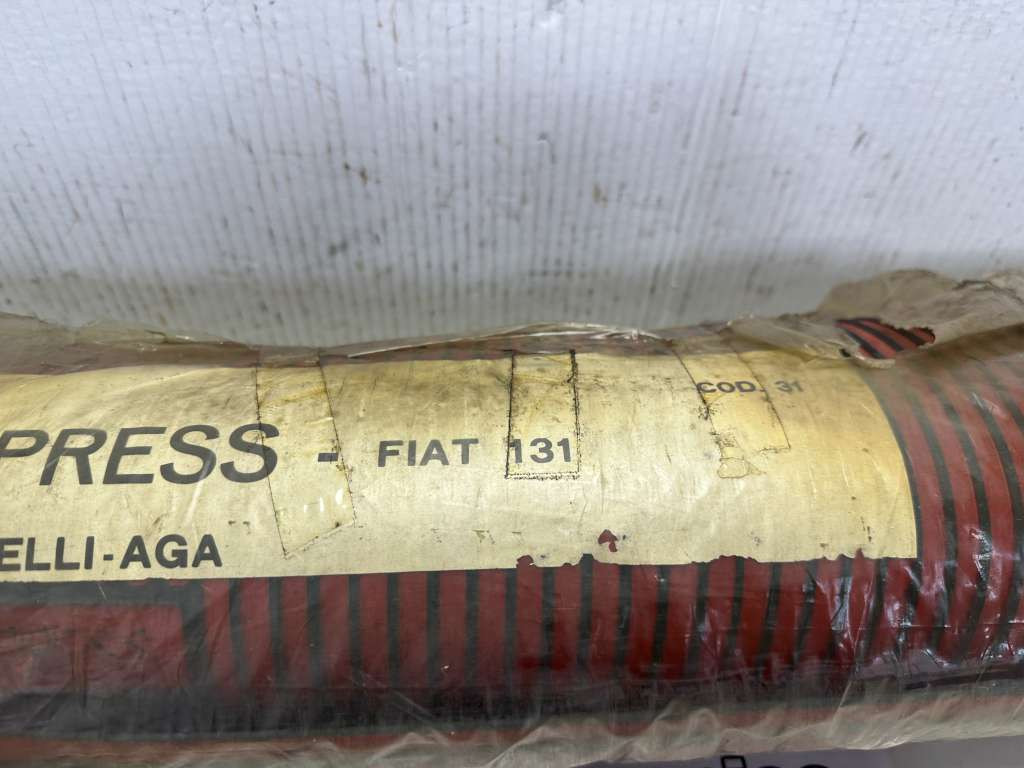 COD. 31
PRESS - FIAT 131
ELLI-AGA